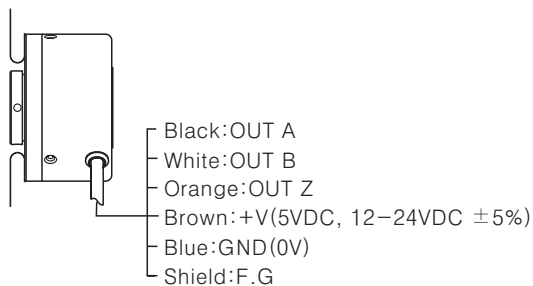 Black:OUT A
White:OUT B
Orange:OUT Z
Brown:+V(5VDC, 12-24VDC ±5%)
Blue:GND(0V)
Shield:F.G